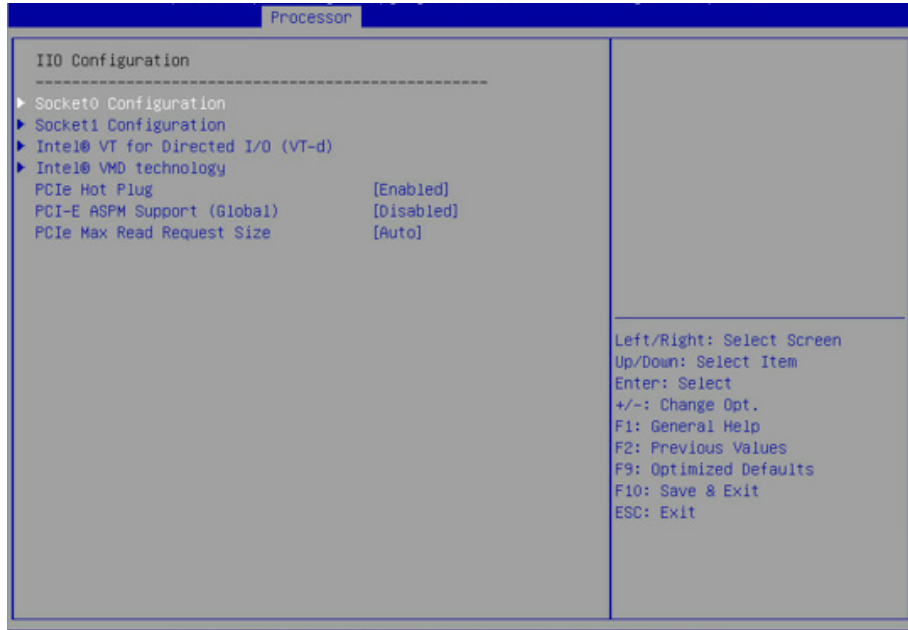 Processor
IIO Configuration
--------------------------------------------------
Socket0 Configuration
Socket1 Configuration
Intel® VT for Directed I/O (VT-d)
Intel® VMD technology
PCIe Hot Plug [Enabled]
PCI-E ASPM Support (Global) [Disabled]
PCIe Max Read Request Size [Auto]
Left/Right: Select Screen
Up/Down: Select Item
Enter: Select
+/-: Change Opt.
F1: General Help
F2: Previous Values
F9: Optimized Defaults
F10: Save & Exit
ESC: Exit